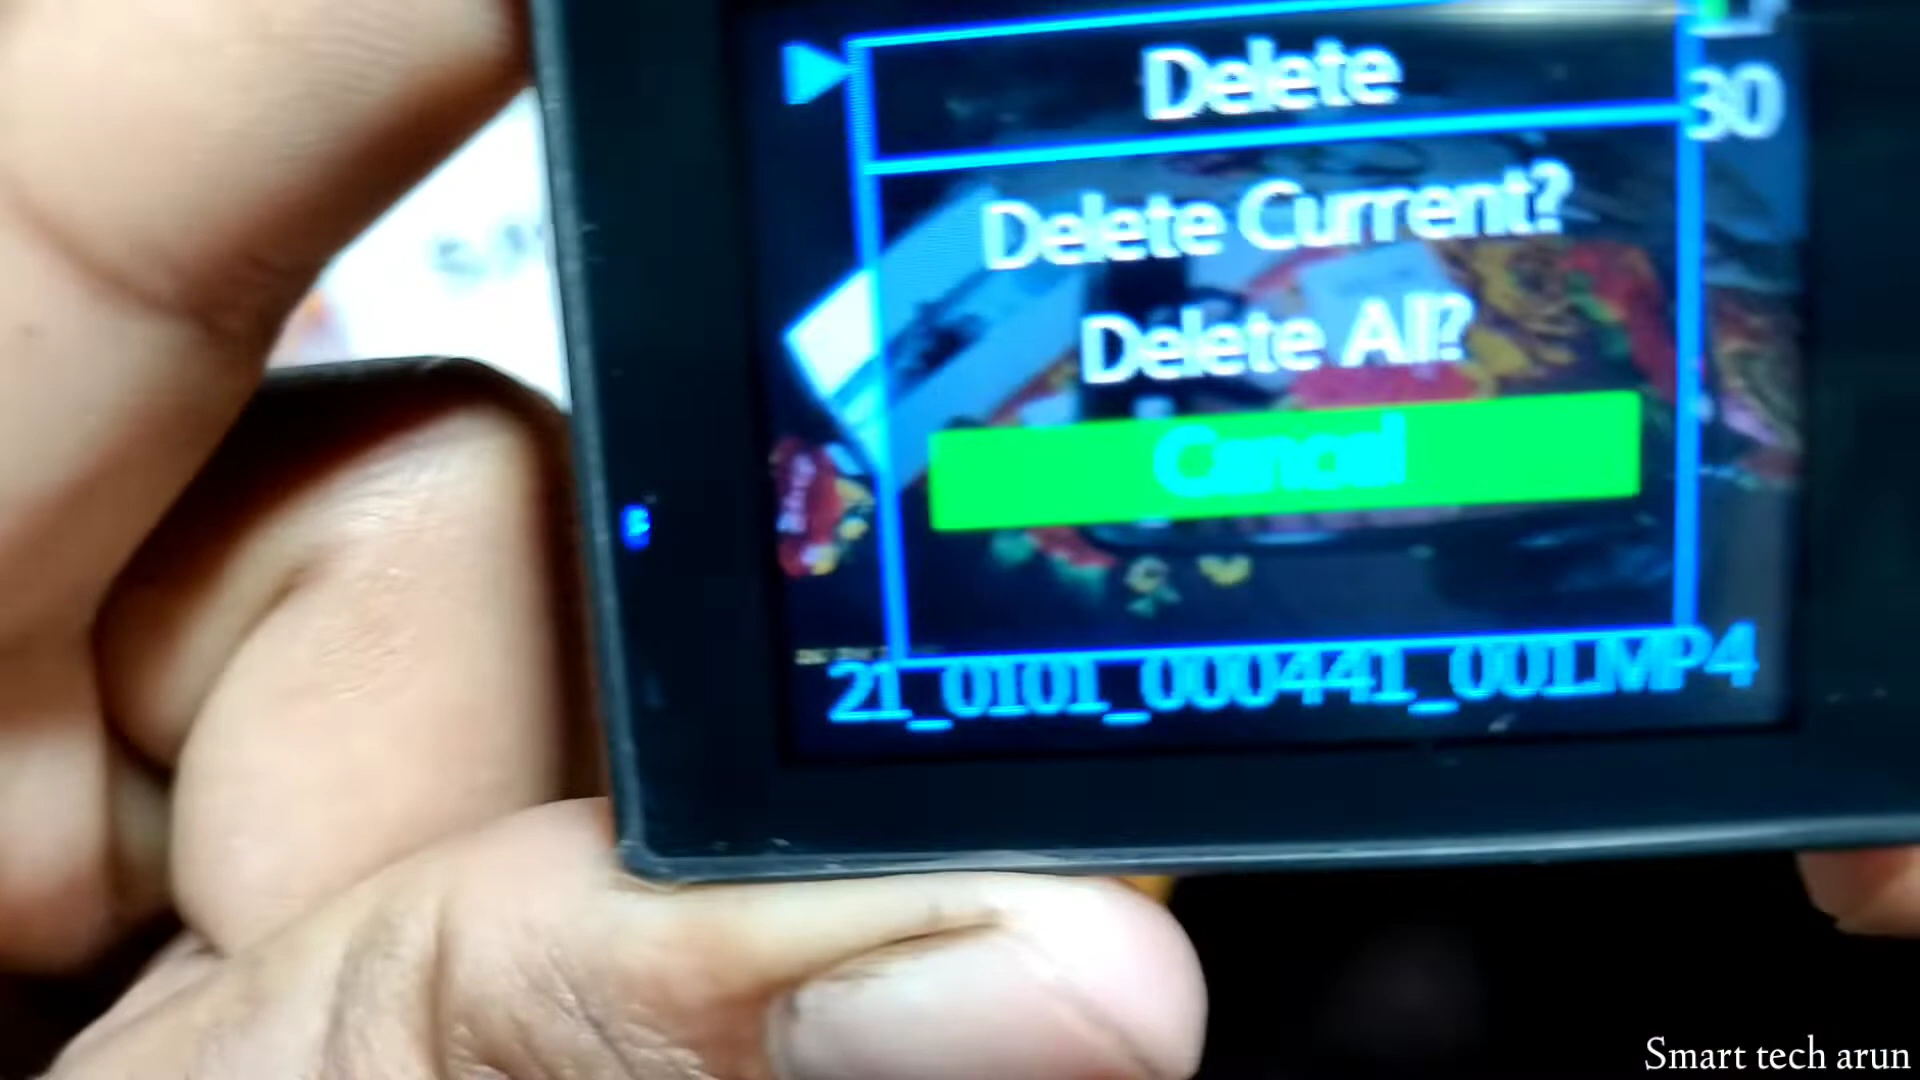 Delete
30
Delete Current?
Delete All?
Cancel
21_0101_000441_001.MP4
Smart tech arun